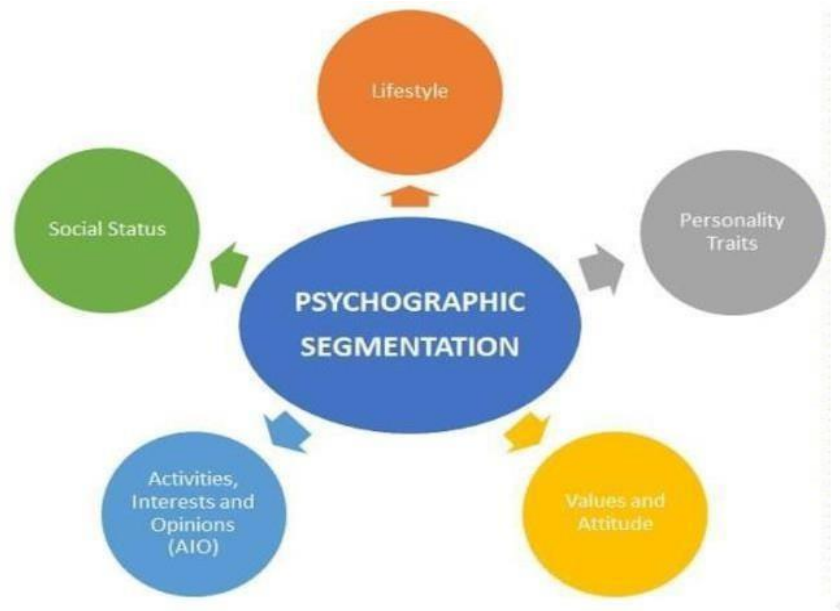 Lifestyle
Social Status
Personality
Traits
PSYCHOGRAPHIC
SEGMENTATION
Activities,
Interests and
Opinions
(AIO)
Values and
Attitude